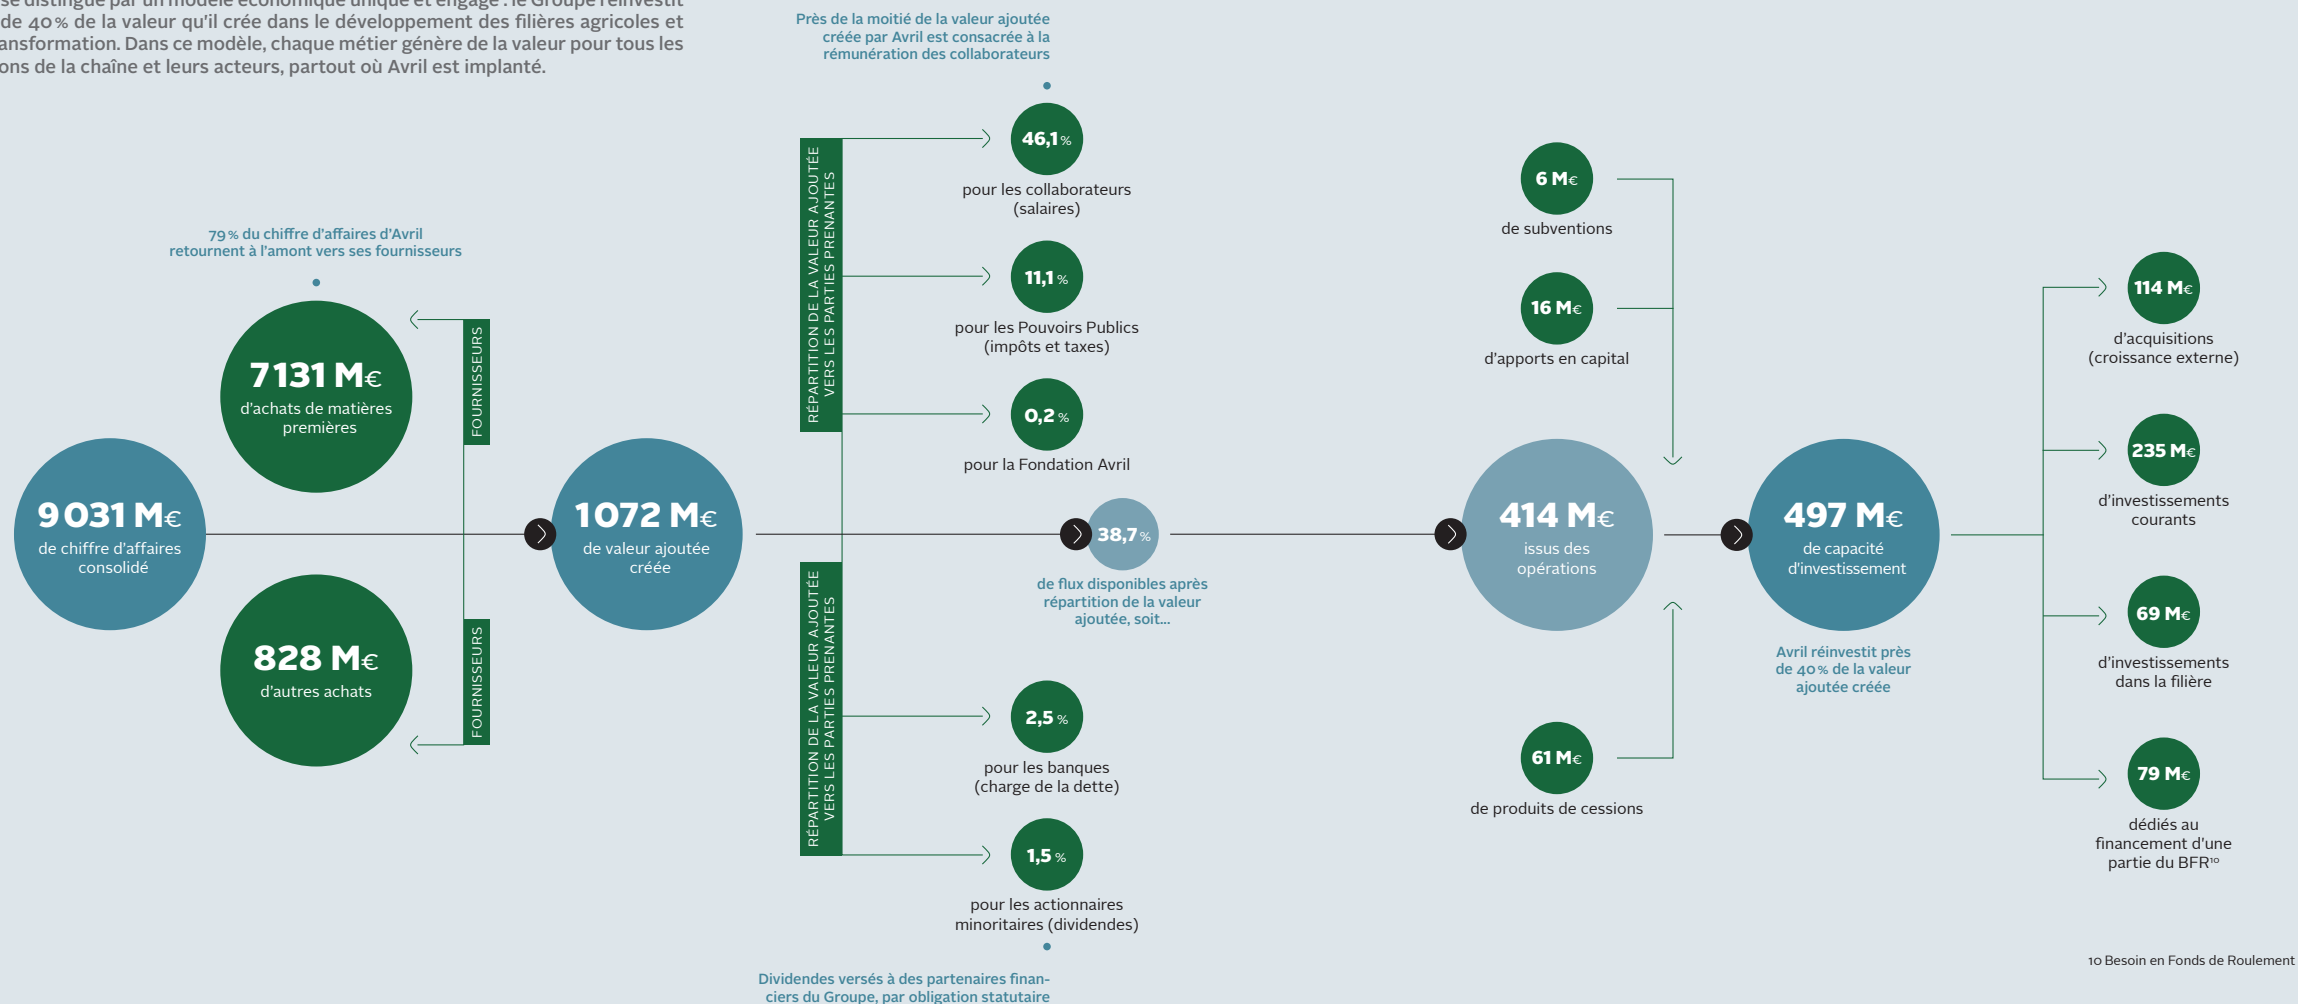 se distingue par un modèle économique unique et engagé : le Groupe réinvestit
de 40 % de la valeur qu'il crée dans le développement des filières agricoles et
Dans ce modèle, chaque métier génère de la valeur pour tous les
de la chaîne et leurs acteurs, partout où Avril est implanté.
9 031 M€
de chiffre d'affaires
consolidé
79 % du chiffre d'affaires d'Avril
retournent à l'amont vers ses fournisseurs
7 131 M€
d'achats de matières
premières
FOURNISSEURS
828 M€
d'autres achats
FOURNISSEURS
1 072 M€
de valeur ajoutée
créée
Près de la moitié de la valeur ajoutée
créée par Avril est consacrée à la
rémunération des collaborateurs
RÉPARTITION DE LA VALEUR AJOUTÉE
VERS LES PARTIES PRENANTES
46,1 %
pour les collaborateurs
(salaires)
11,1 %
pour les Pouvoirs Publics
(impôts et taxes)
0,2 %
pour la Fondation Avril
38,7 %
de flux disponibles après
répartition de la valeur
ajoutée, soit...
RÉPARTITION DE LA VALEUR AJOUTÉE
VERS LES PARTIES PRENANTES
2,5 %
pour les banques
(charge de la dette)
1,5 %
pour les actionnaires
minoritaires (dividendes)
Dividendes versés à des partenaires finan-
ciers du Groupe, par obligation statutaire
6 M€
de subventions
16 M€
d'apports en capital
414 M€
issus des
opérations
61 M€
de produits de cessions
497 M€
de capacité
d'investissement
Avril réinvestit près
de 40 % de la valeur
ajoutée créée
114 M€
d'acquisitions
(croissance externe)
235 M€
d'investissements
courants
69 M€
d'investissements
dans la filière
79 M€
dédiés au
financement d'une
partie du BFR¹⁰
10 Besoin en Fonds de Roulement